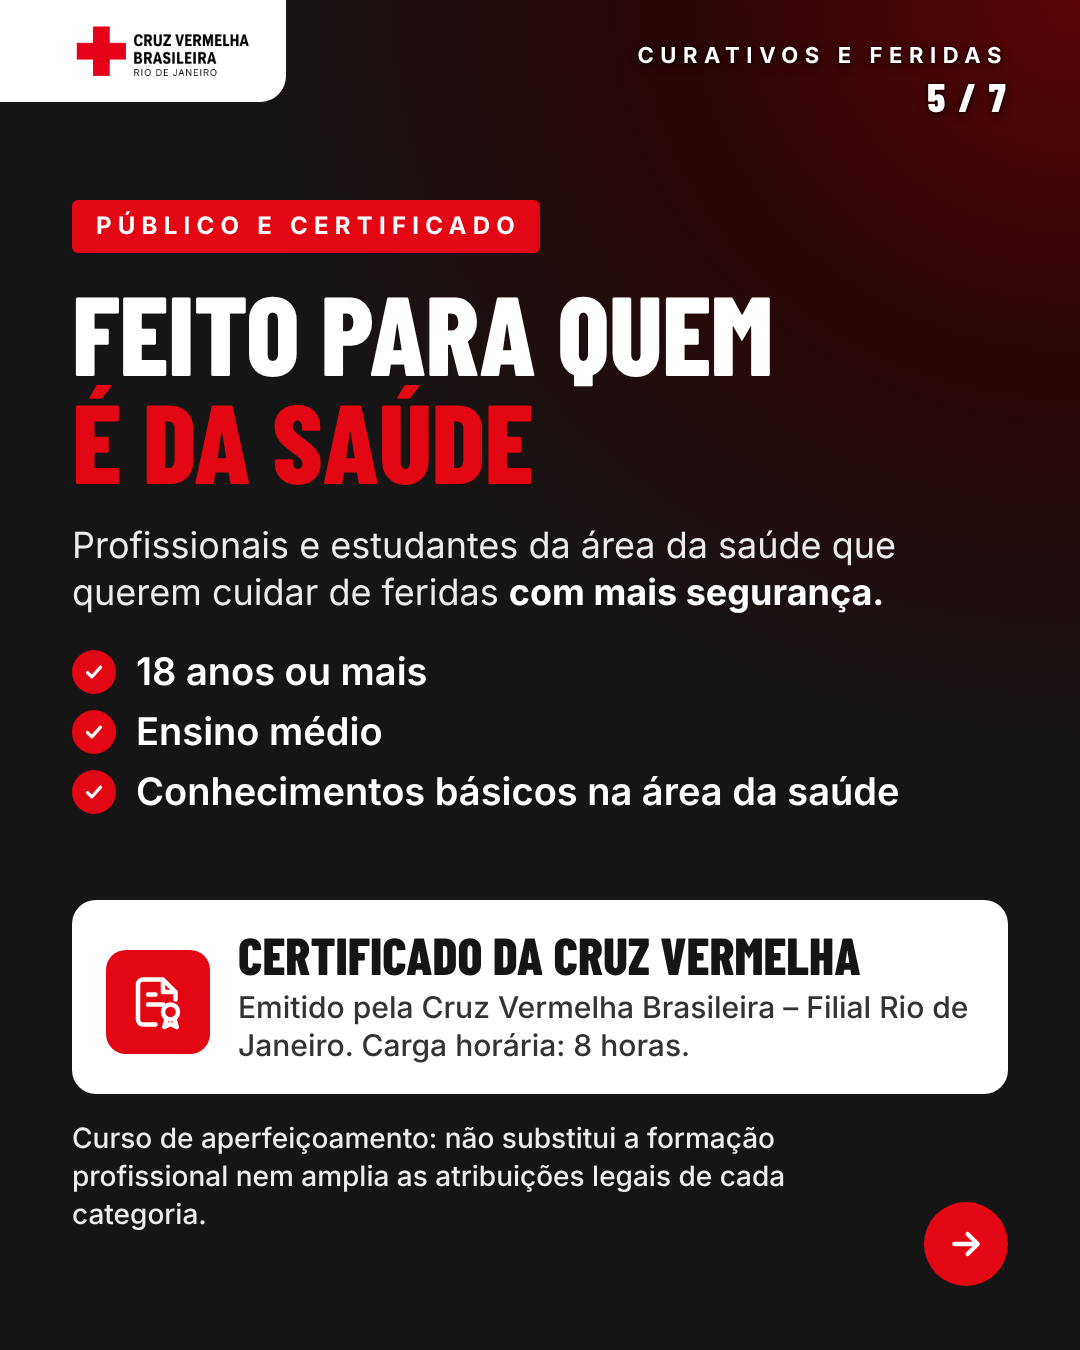 CRUZ VERMELHA
BRASILEIRA
RIO DE JANEIRO
CURATIVOS E FERIDAS
5 / 7
PÚBLICO E CERTIFICADO
FEITO PARA QUEM
É DA SAÚDE
Profissionais e estudantes da área da saúde que
querem cuidar de feridas com mais segurança.
18 anos ou mais
Ensino médio
Conhecimentos básicos na área da saúde
CERTIFICADO DA CRUZ VERMELHA
Emitido pela Cruz Vermelha Brasileira – Filial Rio de
Janeiro. Carga horária: 8 horas.
Curso de aperfeiçoamento: não substitui a formação
profissional nem amplia as atribuições legais de cada
categoria.